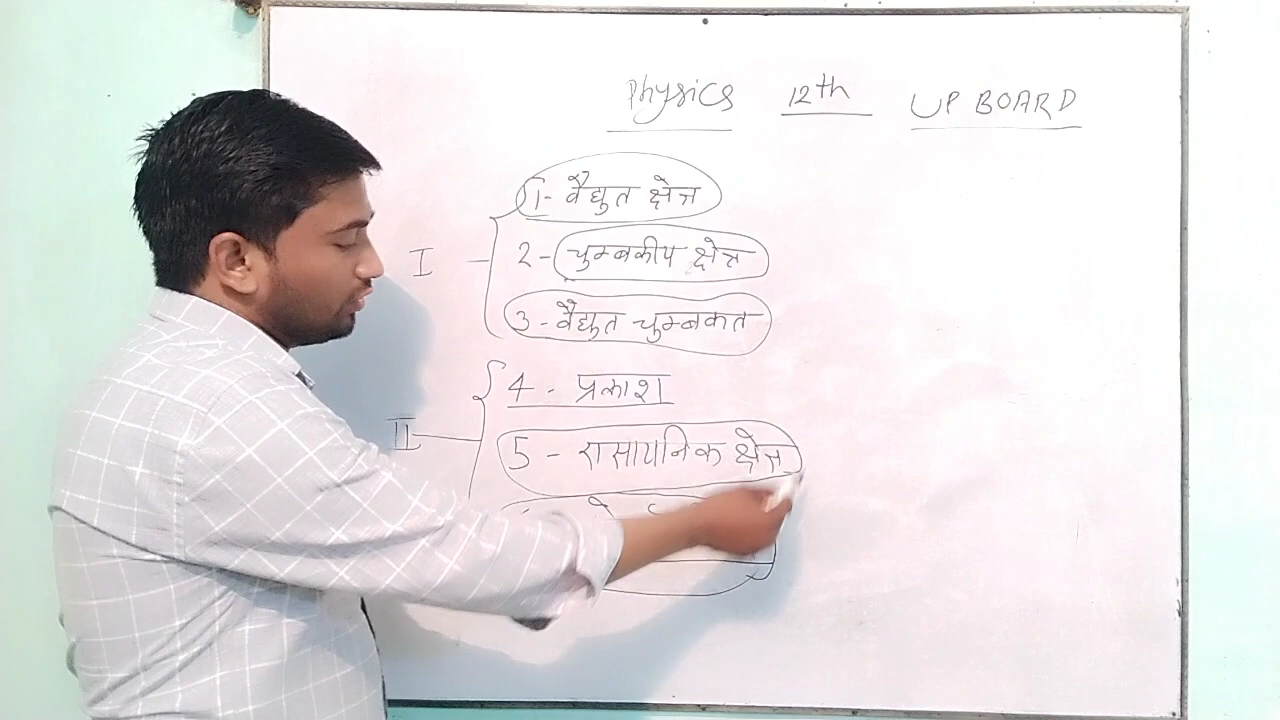 Physics 12th UP BOARD
I
1- वैद्युत क्षेत्र
2 - चुम्बकीय क्षेत्र
3 - वैद्युत चुम्बकत
II
4 - प्रकाश
5 - रासायनिक क्षेत्र